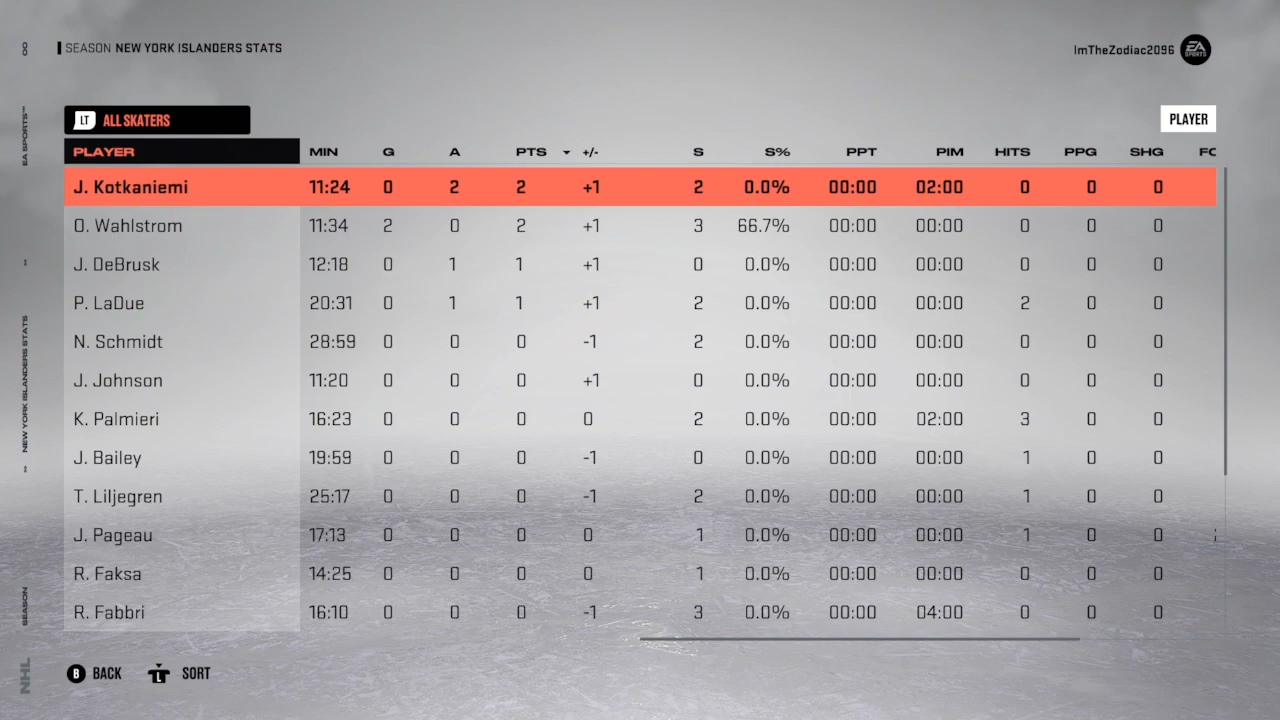 SEASON NEW YORK ISLANDERS STATS
ImTheZodiac2096
EA SPORTS
LT ALL SKATERS
PLAYER
PLAYER MIN G A PTS +/- S S% PPT PIM HITS PPG SHG FO
J. Kotkaniemi 11:24 0 2 2 +1 2 0.0% 00:00 02:00 0 0 0
O. Wahlstrom 11:34 2 0 2 +1 3 66.7% 00:00 00:00 0 0 0
J. DeBrusk 12:18 0 1 1 +1 0 0.0% 00:00 00:00 0 0 0
P. LaDue 20:31 0 1 1 +1 2 0.0% 00:00 00:00 2 0 0
N. Schmidt 28:59 0 0 0 -1 2 0.0% 00:00 00:00 0 0 0
J. Johnson 11:20 0 0 0 +1 0 0.0% 00:00 00:00 0 0 0
K. Palmieri 16:23 0 0 0 0 2 0.0% 00:00 02:00 3 0 0
J. Bailey 19:59 0 0 0 -1 0 0.0% 00:00 00:00 1 0 0
T. Liljegren 25:17 0 0 0 -1 2 0.0% 00:00 00:00 1 0 0
J. Pageau 17:13 0 0 0 0 1 0.0% 00:00 00:00 1 0 0
R. Faksa 14:25 0 0 0 0 1 0.0% 00:00 00:00 0 0 0
R. Fabbri 16:10 0 0 0 -1 3 0.0% 00:00 04:00 0 0 0
B BACK L SORT
EA SPORTS™
NEW YORK ISLANDERS STATS
SEASON
NHL